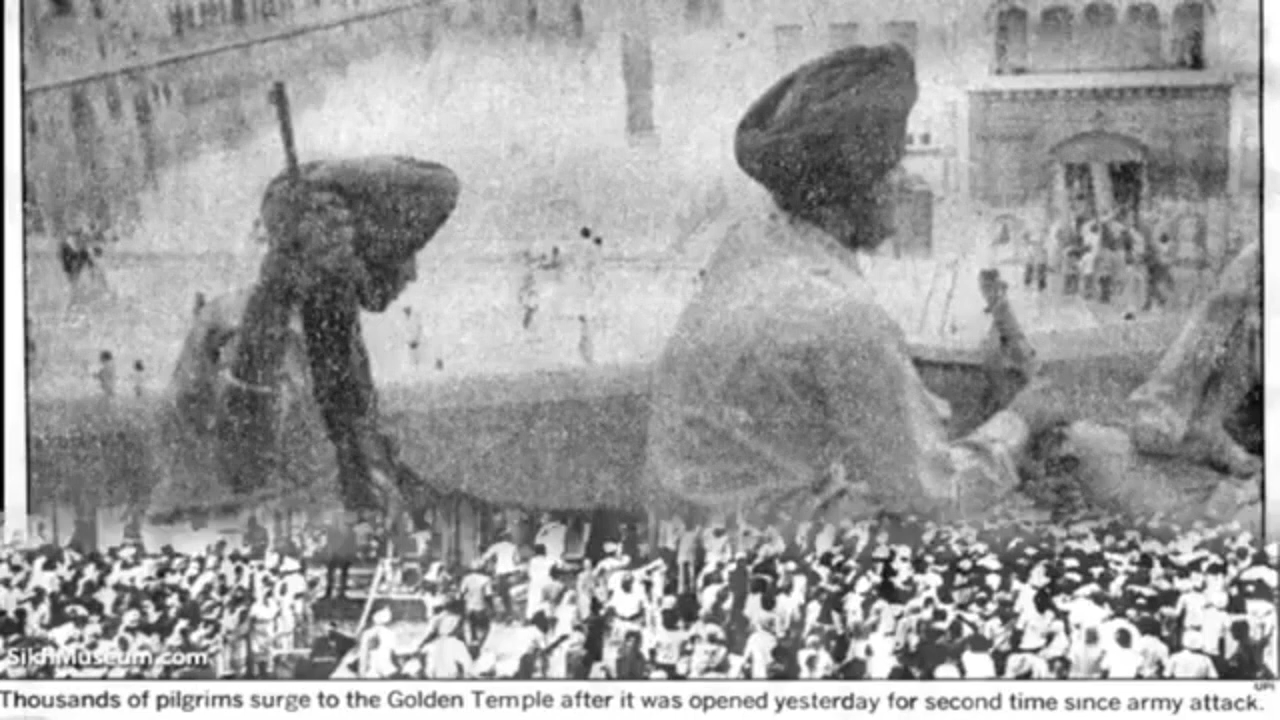 SikhMuseum.com
UPI
Thousands of pilgrims surge to the Golden Temple after it was opened yesterday for second time since army attack.